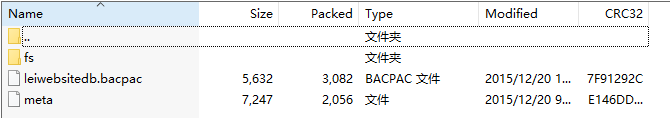 Name Size Packed Type Modified CRC32
.. 文件夹
fs 文件夹
leiwebsitedb.bacpac 5,632 3,082 BACPAC 文件 2015/12/20 1... 7F91292C
meta 7,247 2,056 文件 2015/12/20 9... E146DD...